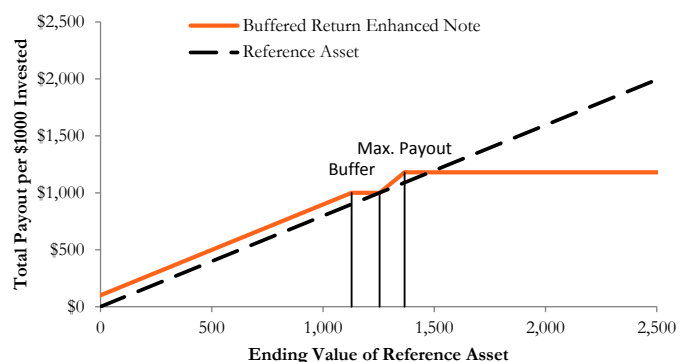 $2,500
$2,000
$1,500
$1,000
$500
$0
Total Payout per $1000 Invested
Buffered Return Enhanced Note
Reference Asset
Max. Payout
Buffer
0
500
1,000
1,500
2,000
2,500
Ending Value of Reference Asset